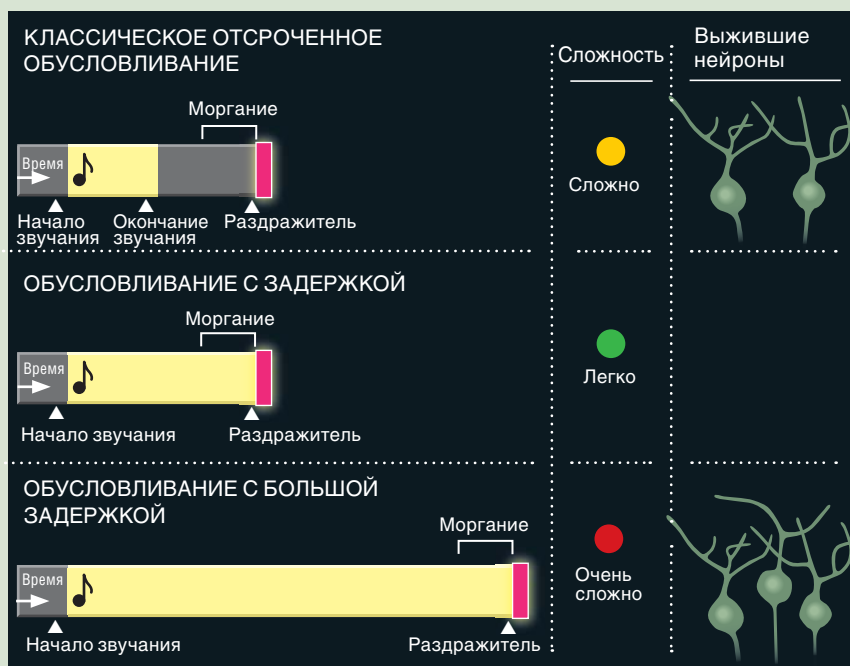 КЛАССИЧЕСКОЕ ОТСРОЧЕННОЕ
ОБУСЛОВЛИВАНИЕ
Сложность
Выжившие
нейроны
Моргание
Время
Начало
звучания
Окончание
звучания
Раздражитель
Сложно
ОБУСЛОВЛИВАНИЕ С ЗАДЕРЖКОЙ
Моргание
Время
Начало звучания
Раздражитель
Легко
ОБУСЛОВЛИВАНИЕ С БОЛЬШОЙ
ЗАДЕРЖКОЙ
Моргание
Время
Начало звучания
Раздражитель
Очень
сложно